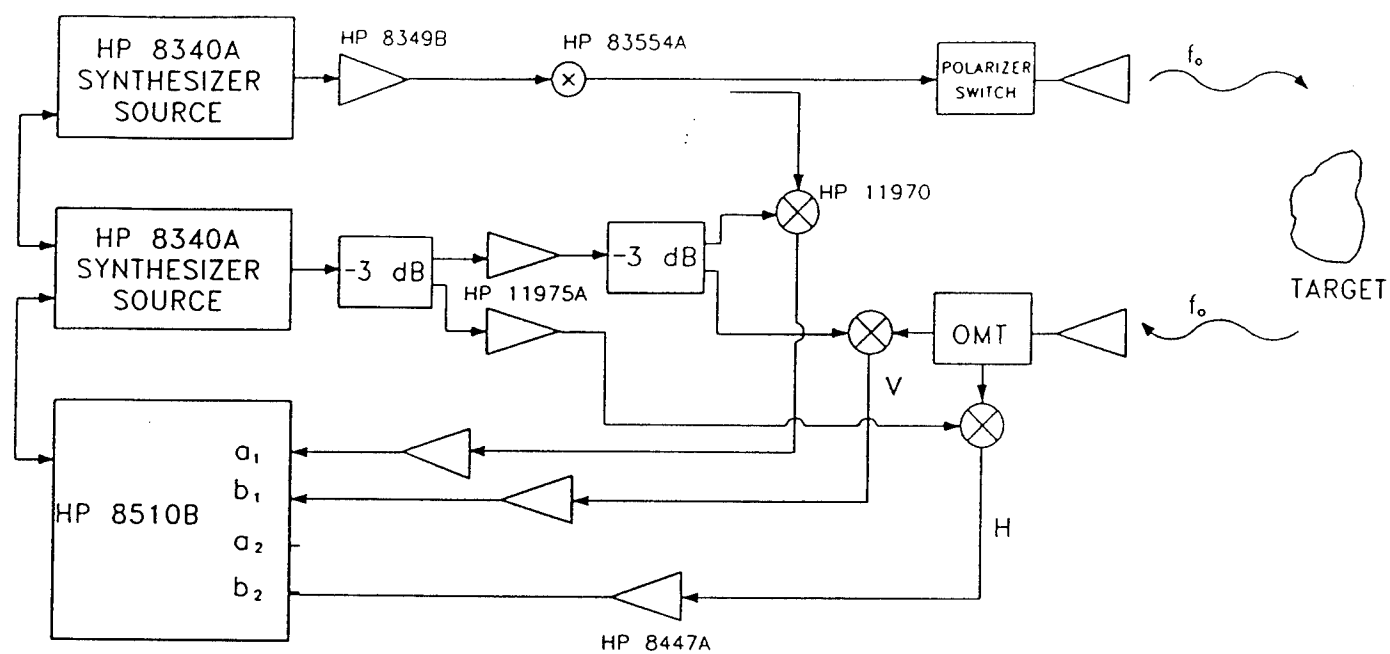 HP 8340A
SYNTHESIZER
SOURCE
HP 8349B
HP 83554A
POLARIZER
SWITCH
f₀
HP 11970
HP 8340A
SYNTHESIZER
SOURCE
-3 dB
HP 11975A
-3 dB
TARGET
f₀
OMT
V
H
HP 8510B
a₁
b₁
a₂
b₂
HP 8447A